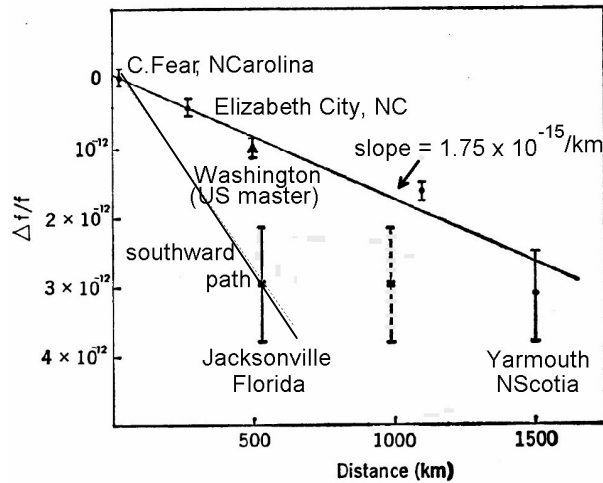 0
C.Fear, NCarolina
Elizabeth City, NC
10⁻¹²
slope = 1.75 x 10⁻¹⁵/km
Washington
(US master)
2 × 10⁻¹²
Δf/f
southward
path
3 × 10⁻¹²
4 × 10⁻¹²
Jacksonville
Florida
Yarmouth
NScotia
500
1000
1500
Distance (km)